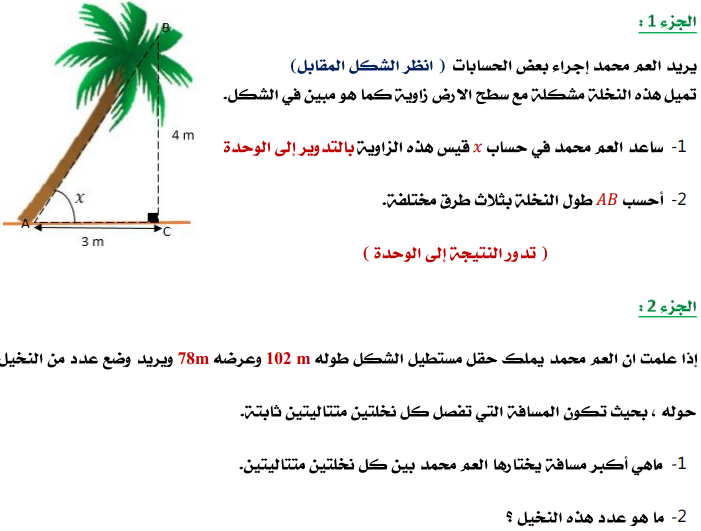 الجزء 1 :
يريد العم محمد إجراء بعض الحسابات ( انظر الشكل المقابل)
تميل هذه النخلة مشكلة مع سطح الارض زاوية كما هو مبين في الشكل.
1- ساعد العم محمد في حساب x قيس هذه الزاوية بالتدوير إلى الوحدة
2- أحسب AB طول النخلة بثلاث طرق مختلفة.
( تدور النتيجة إلى الوحدة )
B
4 m
x
A
C
3 m
الجزء 2 :
إذا علمت ان العم محمد يملك حقل مستطيل الشكل طوله 102 m وعرضه 78m ويريد وضع عدد من النخيل
حوله ، بحيث تكون المسافة التي تفصل كل نخلتين متتاليتين ثابتة.
1- ماهي أكبر مسافة يختارها العم محمد بين كل نخلتين متتاليتين.
2- ما هو عدد هذه النخيل ؟